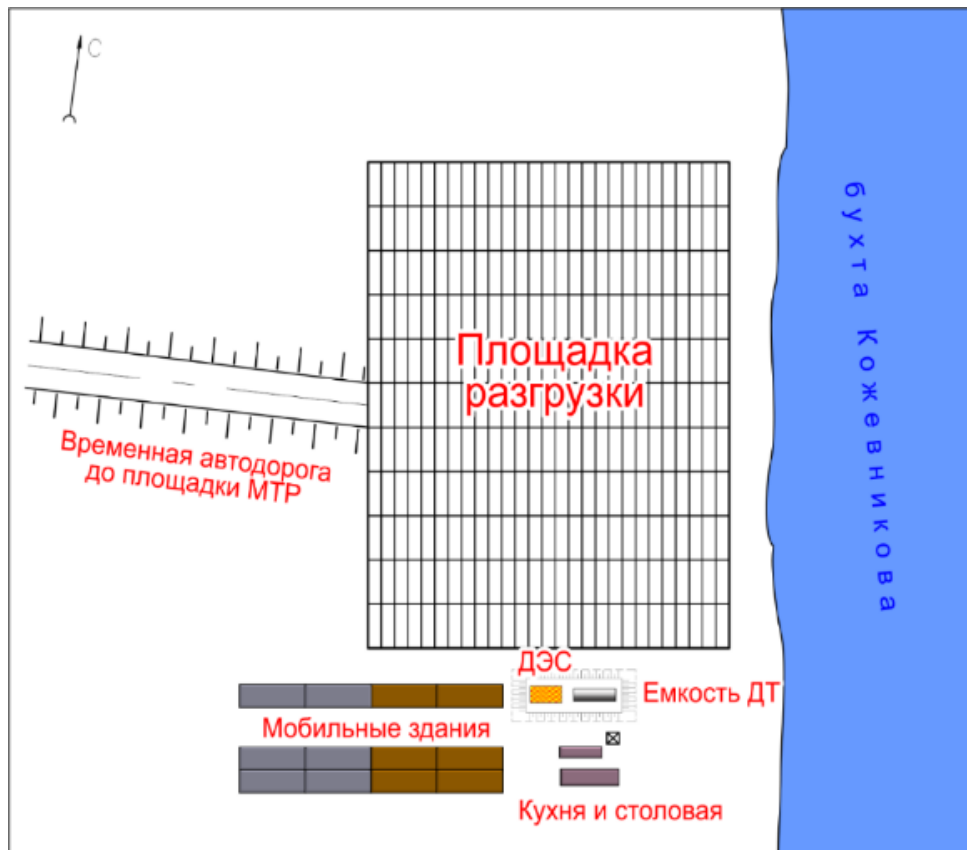 С
бухта Кожевникова
Площадка
разгрузки
Временная автодорога
до площадки МТР
ДЭС
Емкость ДТ
Мобильные здания
Кухня и столовая